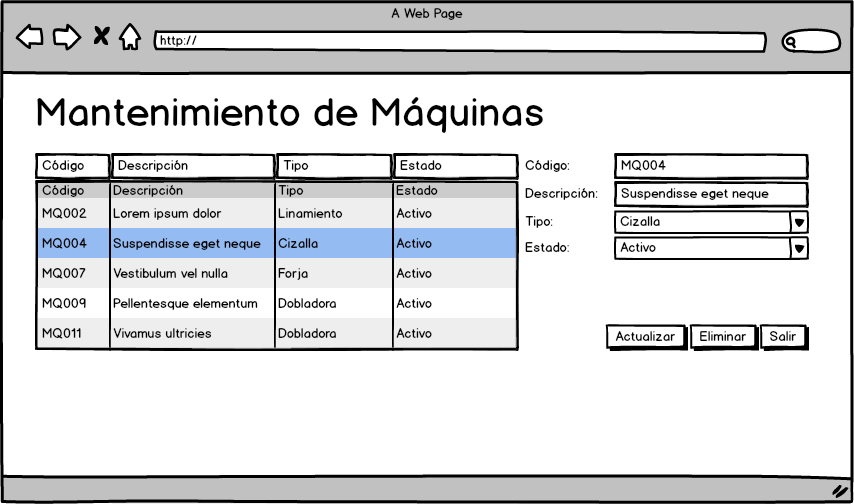 A Web Page
http://
Mantenimiento de Máquinas
Código Descripción Tipo Estado
Código Descripción Tipo Estado
MQ002 Lorem ipsum dolor Linamiento Activo
MQ004 Suspendisse eget neque Cizalla Activo
MQ007 Vestibulum vel nulla Forja Activo
MQ009 Pellentesque elementum Dobladora Activo
MQ011 Vivamus ultricies Dobladora Activo
Código: MQ004
Descripción: Suspendisse eget neque
Tipo: Cizalla
Estado: Activo
Actualizar Eliminar Salir